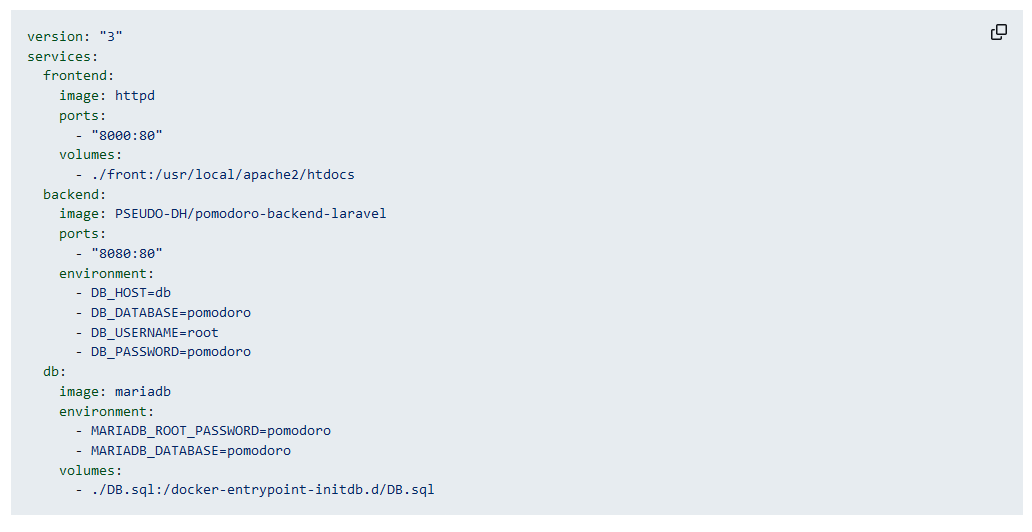 version: "3"
services:
  frontend:
    image: httpd
    ports:
      - "8000:80"
    volumes:
      - ./front:/usr/local/apache2/htdocs
  backend:
    image: PSEUDO-DH/pomodoro-backend-laravel
    ports:
      - "8080:80"
    environment:
      - DB_HOST=db
      - DB_DATABASE=pomodoro
      - DB_USERNAME=root
      - DB_PASSWORD=pomodoro
  db:
    image: mariadb
    environment:
      - MARIADB_ROOT_PASSWORD=pomodoro
      - MARIADB_DATABASE=pomodoro
    volumes:
      - ./DB.sql:/docker-entrypoint-initdb.d/DB.sql